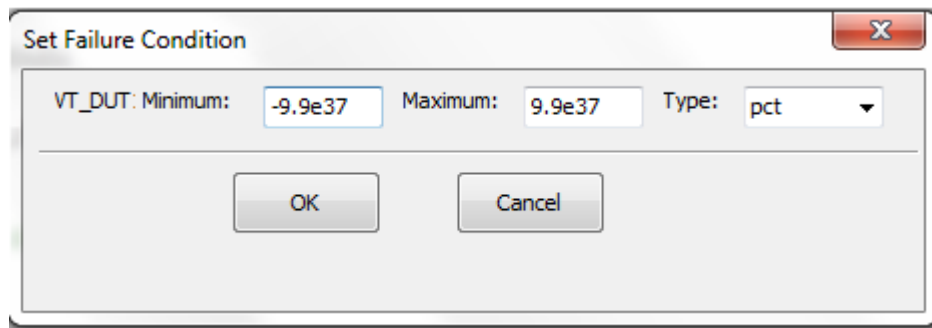 Set Failure Condition
VT_DUT: Minimum: -9.9e37 Maximum: 9.9e37 Type: pct
OK Cancel